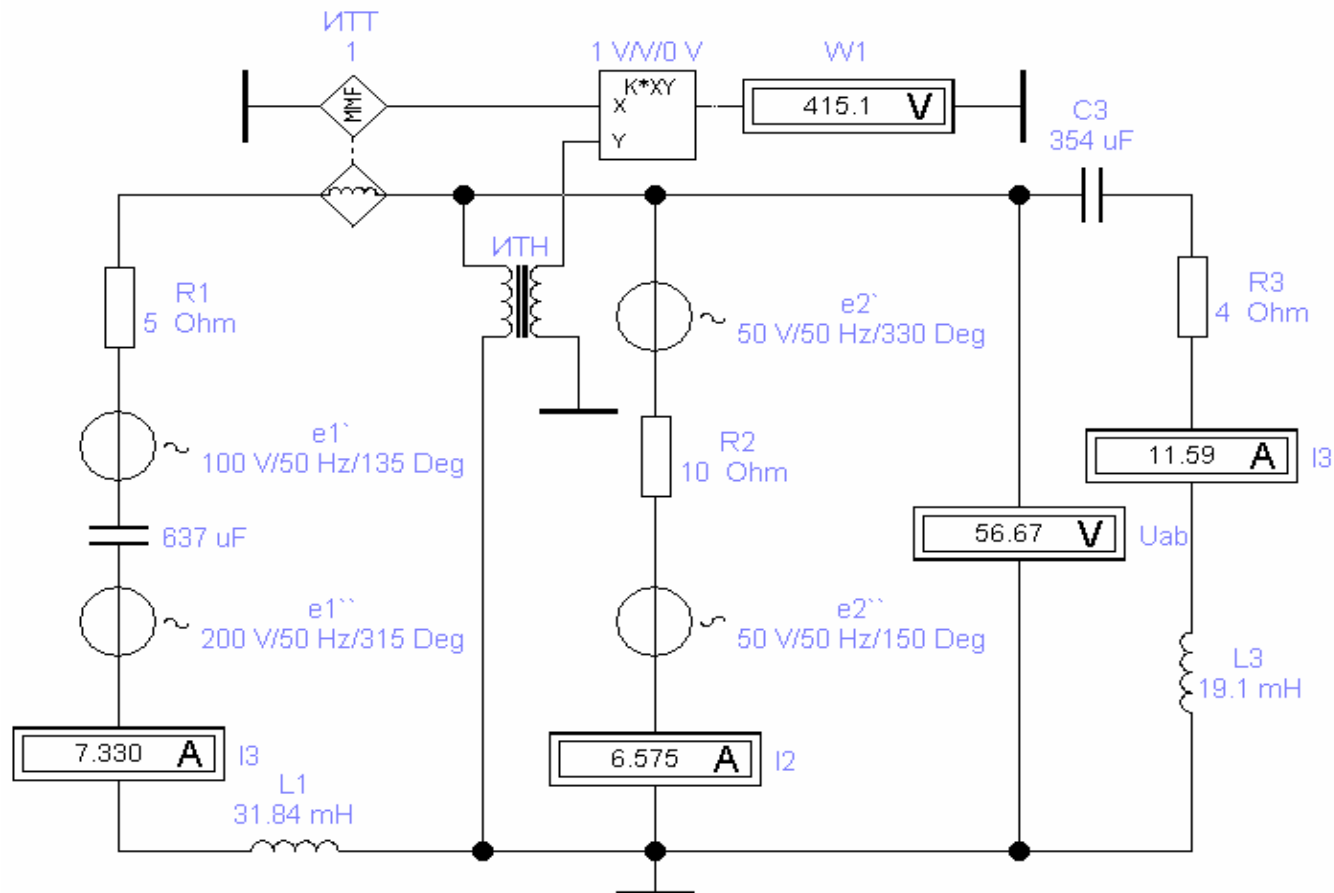 ИТТ
1
1 V/V/0 V
W1
MMF
K*XY
X
Y
415.1 V
C3
354 uF
ИТН
R1
5 Ohm
e2`
50 V/50 Hz/330 Deg
R3
4 Ohm
e1`
100 V/50 Hz/135 Deg
R2
10 Ohm
11.59 A
I3
637 uF
56.67 V
Uab
e1``
200 V/50 Hz/315 Deg
e2``
50 V/50 Hz/150 Deg
L3
19.1 mH
7.330 A
I3
6.575 A
I2
L1
31.84 mH